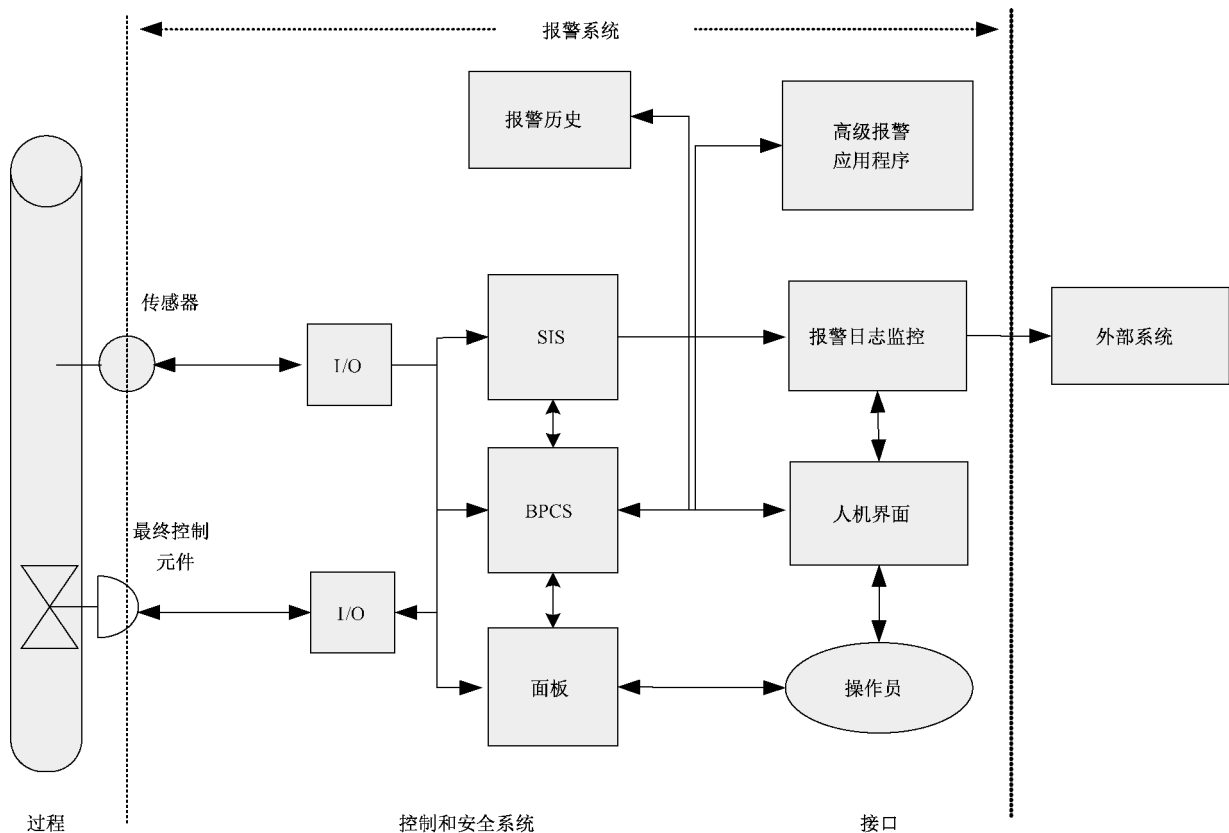 报警系统
报警历史
高级报警
应用程序
传感器
I/O
SIS
报警日志监控
外部系统
BPCS
人机界面
最终控制
元件
I/O
面板
操作员
过程
控制和安全系统
接口